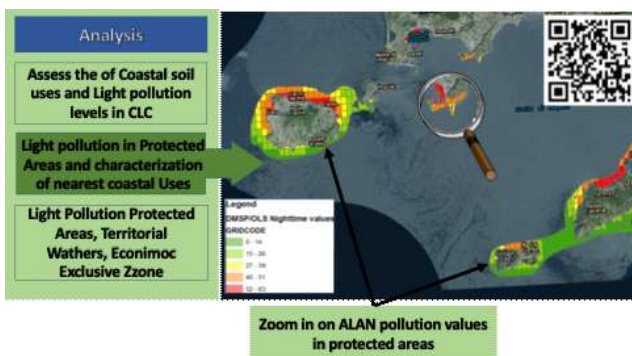 Analysis
Assess the of Coastal soil
uses and Light pollution
levels in CLC
Light pollution in Protected
Areas and characterization
of nearest coastal Uses
Light Pollution Protected
Areas, Territorial
Wathers, Econimoc
Exclusive Zzone
Legend
DMSP/OLS Nighttime values
GRIDCODE
0 - 14
15 - 26
27 - 39
40 - 51
52 - 63
Zoom in on ALAN pollution values
in protected areas